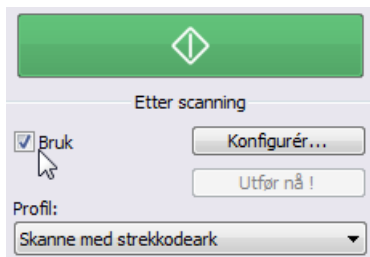 Etter scanning
Bruk
Konfigurér...
Utfør nå !
Profil:
Skanne med strekkodeark